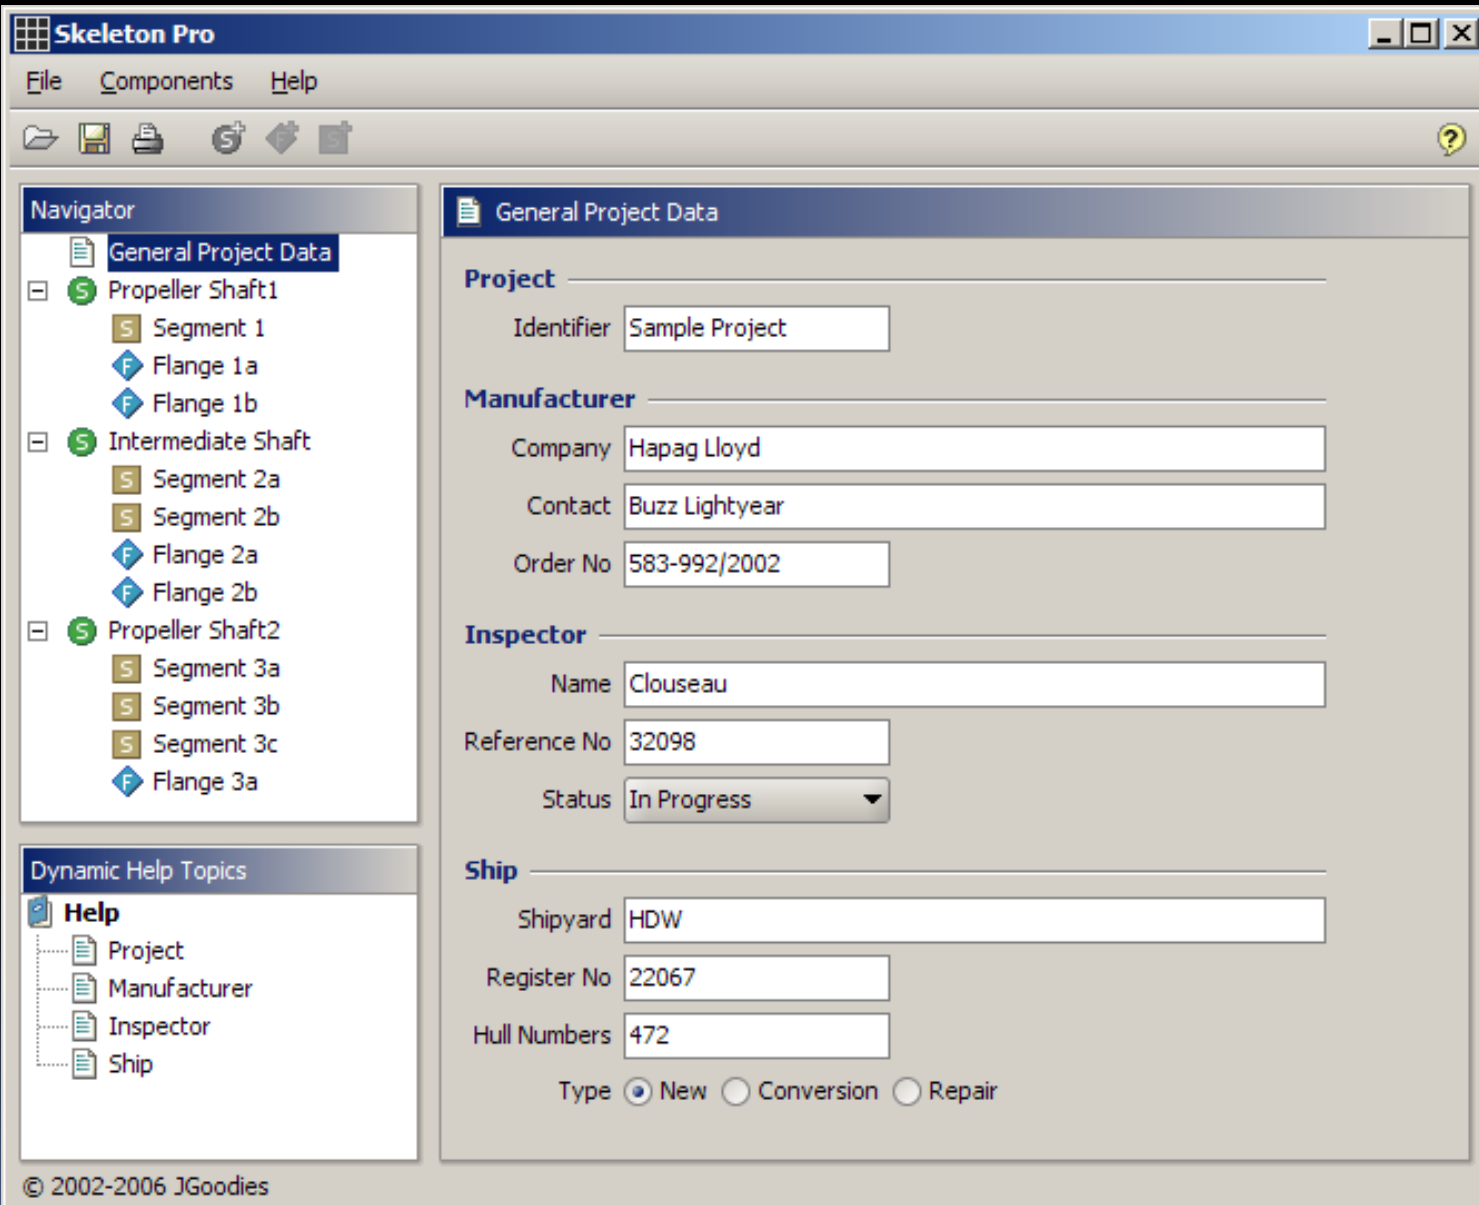 Skeleton Pro
File Components Help
Navigator
General Project Data
Propeller Shaft1
Segment 1
Flange 1a
Flange 1b
Intermediate Shaft
Segment 2a
Segment 2b
Flange 2a
Flange 2b
Propeller Shaft2
Segment 3a
Segment 3b
Segment 3c
Flange 3a
Dynamic Help Topics
Help
Project
Manufacturer
Inspector
Ship
General Project Data
Project
Identifier Sample Project
Manufacturer
Company Hapag Lloyd
Contact Buzz Lightyear
Order No 583-992/2002
Inspector
Name Clouseau
Reference No 32098
Status In Progress
Ship
Shipyard HDW
Register No 22067
Hull Numbers 472
Type New Conversion Repair
© 2002-2006 JGoodies